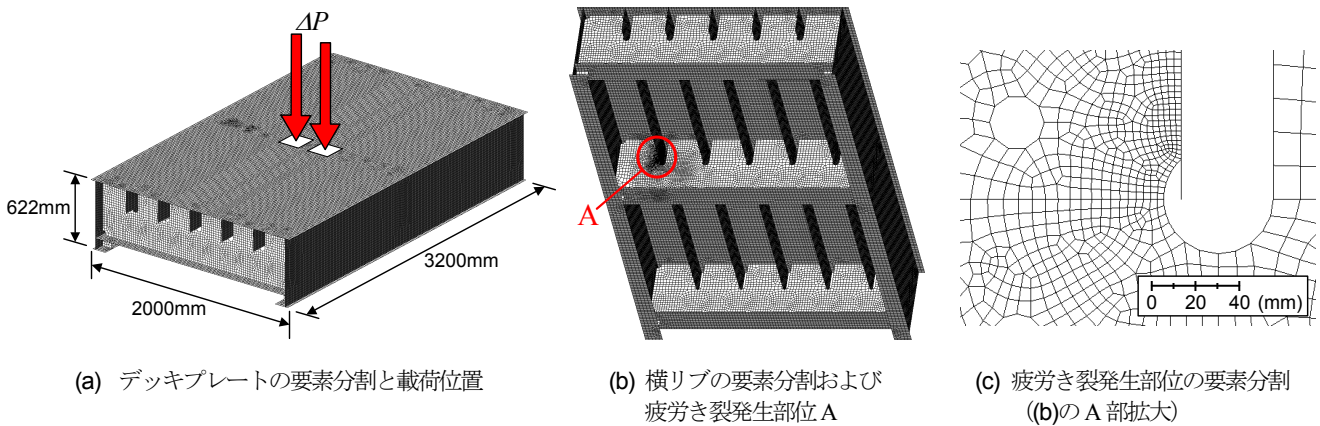 ΔP
622mm
2000mm
3200mm
A
0 20 40 (mm)
(a) デッキプレートの要素分割と載荷位置
(b) 横リブの要素分割および
疲労き裂発生部位 A
(c) 疲労き裂発生部位の要素分割
((b)の A 部拡大)